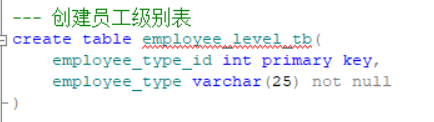 --- 创建员工级别表
create table employee_level_tb(
employee_type_id int primary key,
employee_type varchar(25) not null
)